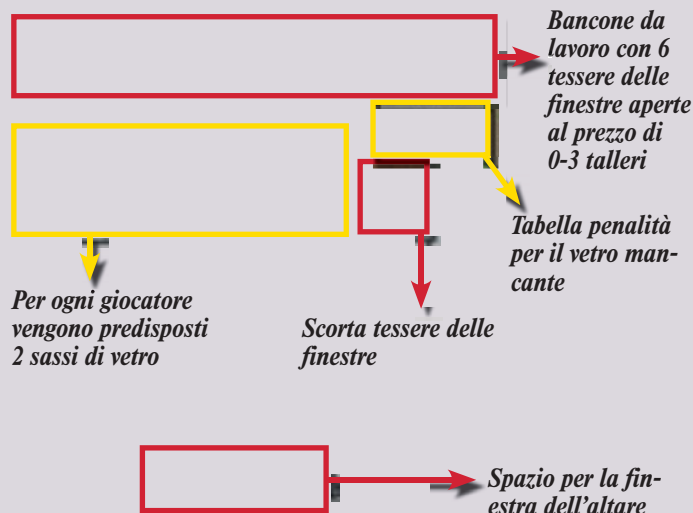 Bancone da
lavoro con 6
tessere delle
finestre aperte
al prezzo di
0-3 talleri
Tabella penalità
per il vetro man-
cante
Per ogni giocatore
vengono predisposti
2 sassi di vetro
Scorta tessere delle
finestre
Spazio per la fin-
estra dell'altare